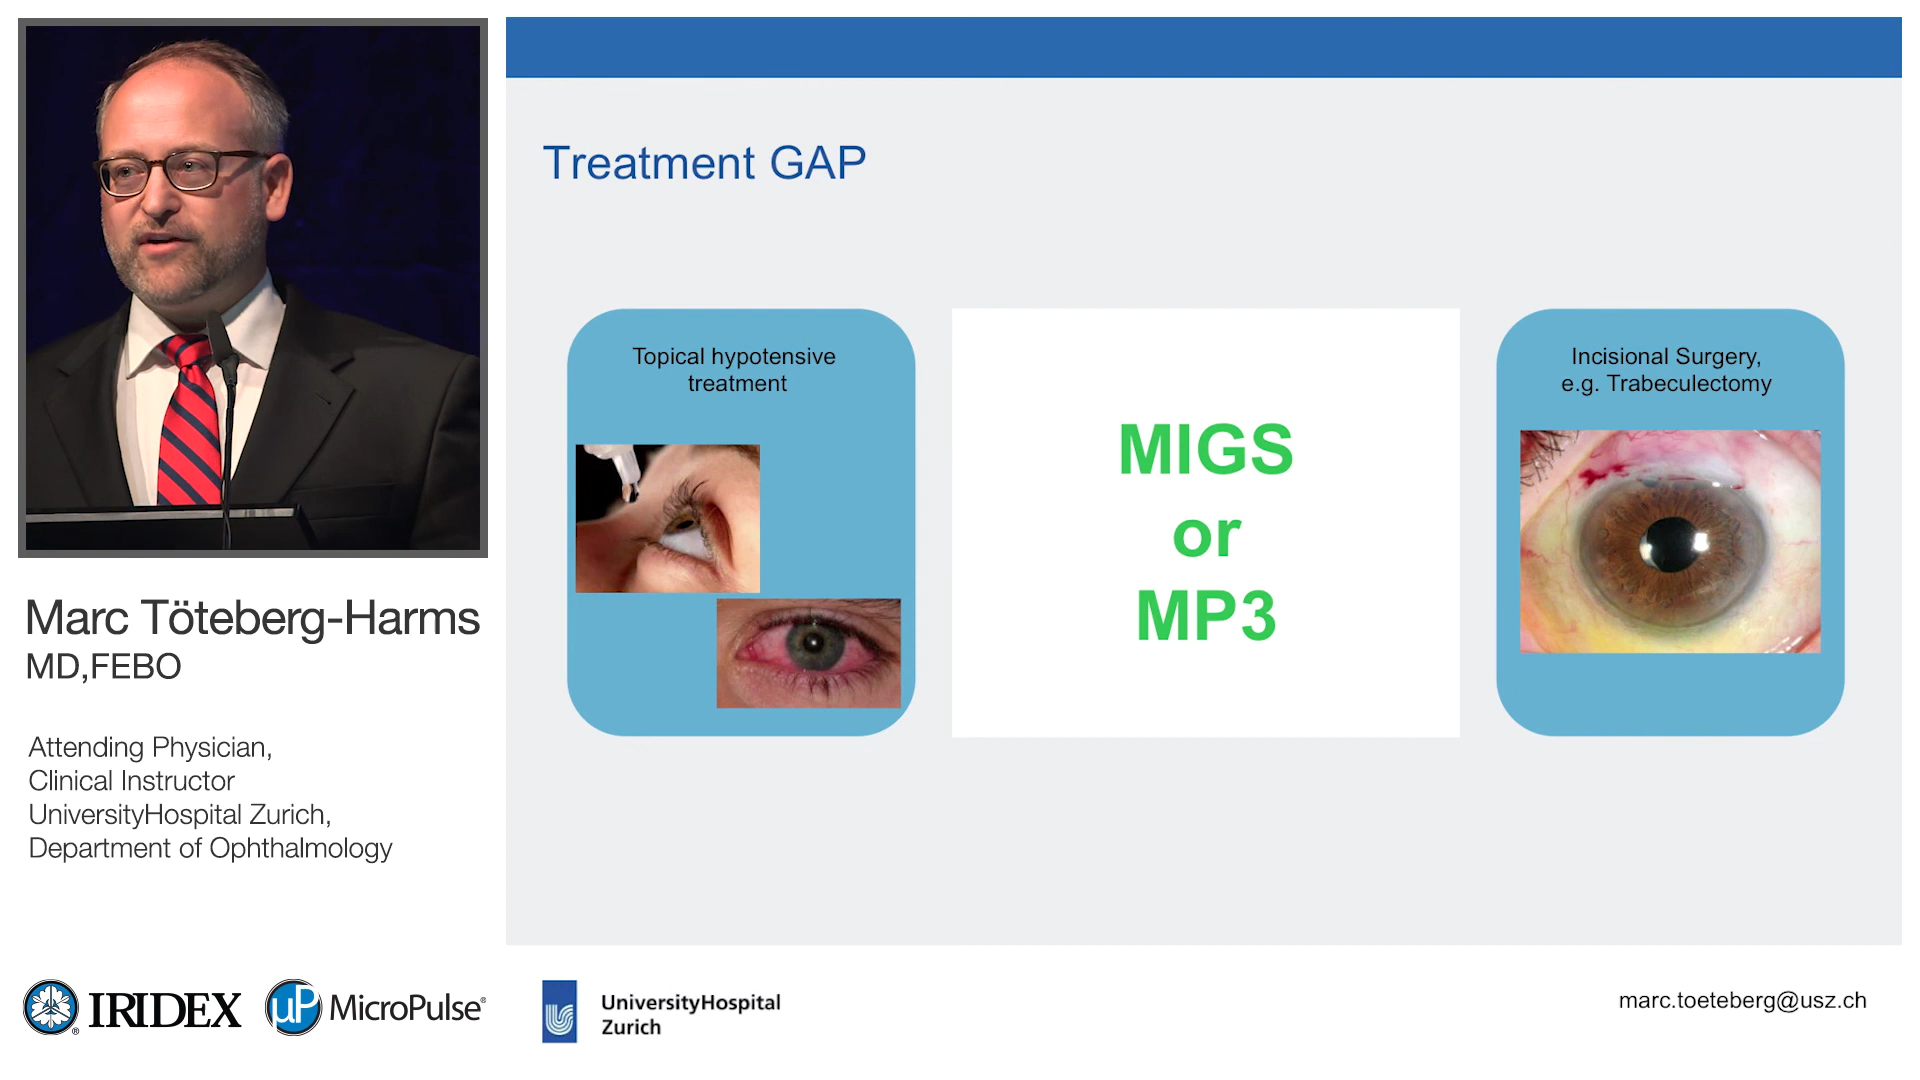 Treatment GAP
Topical hypotensive
treatment
MIGS
or
MP3
Incisional Surgery,
e.g. Trabeculectomy
Marc Töteberg-Harms
MD,FEBO
Attending Physician,
Clinical Instructor
UniversityHospital Zurich,
Department of Ophthalmology
IRIDEX®
µP MicroPulse®
UniversityHospital
Zurich
marc.toeteberg@usz.ch